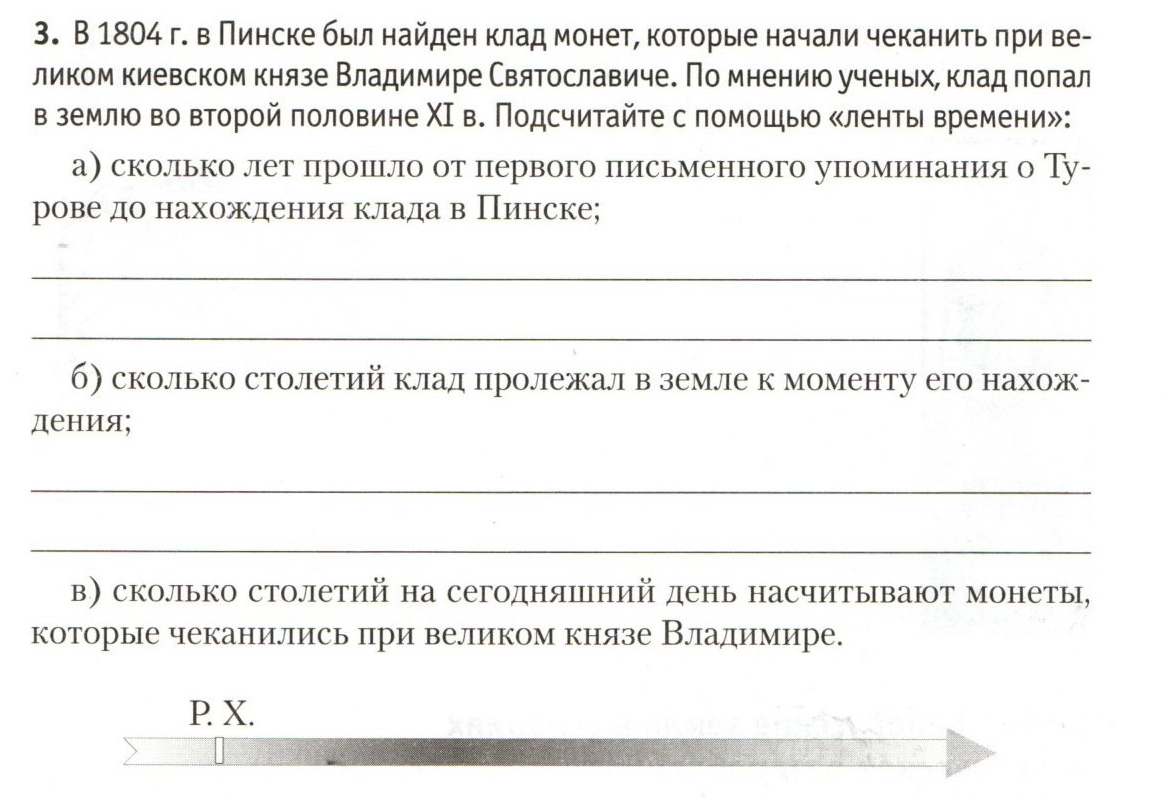 3. В 1804 г. в Пинске был найден клад монет, которые начали чеканить при ве-
ликом киевском князе Владимире Святославиче. По мнению ученых, клад попал
в землю во второй половине XI в. Подсчитайте с помощью «ленты времени»:
а) сколько лет прошло от первого письменного упоминания о Ту-
рове до нахождения клада в Пинске;
б) сколько столетий клад пролежал в земле к моменту его нахож-
дения;
в) сколько столетий на сегодняшний день насчитывают монеты,
которые чеканились при великом князе Владимире.
Р. Х.